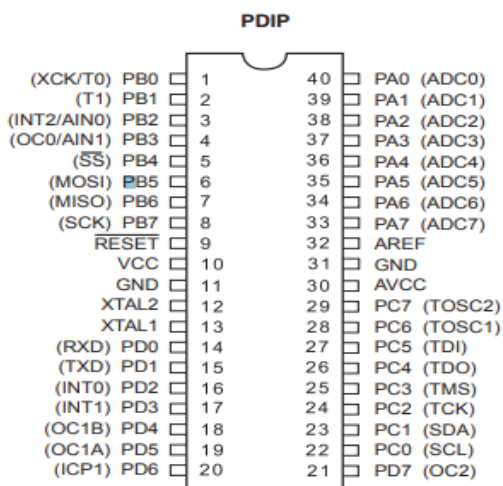 PDIP
(XCK/T0) PB0 1 40 PA0 (ADC0)
(T1) PB1 2 39 PA1 (ADC1)
(INT2/AIN0) PB2 3 38 PA2 (ADC2)
(OC0/AIN1) PB3 4 37 PA3 (ADC3)
(SS) PB4 5 36 PA4 (ADC4)
(MOSI) PB5 6 35 PA5 (ADC5)
(MISO) PB6 7 34 PA6 (ADC6)
(SCK) PB7 8 33 PA7 (ADC7)
RESET 9 32 AREF
VCC 10 31 GND
GND 11 30 AVCC
XTAL2 12 29 PC7 (TOSC2)
XTAL1 13 28 PC6 (TOSC1)
(RXD) PD0 14 27 PC5 (TDI)
(TXD) PD1 15 26 PC4 (TDO)
(INT0) PD2 16 25 PC3 (TMS)
(INT1) PD3 17 24 PC2 (TCK)
(OC1B) PD4 18 23 PC1 (SDA)
(OC1A) PD5 19 22 PC0 (SCL)
(ICP1) PD6 20 21 PD7 (OC2)